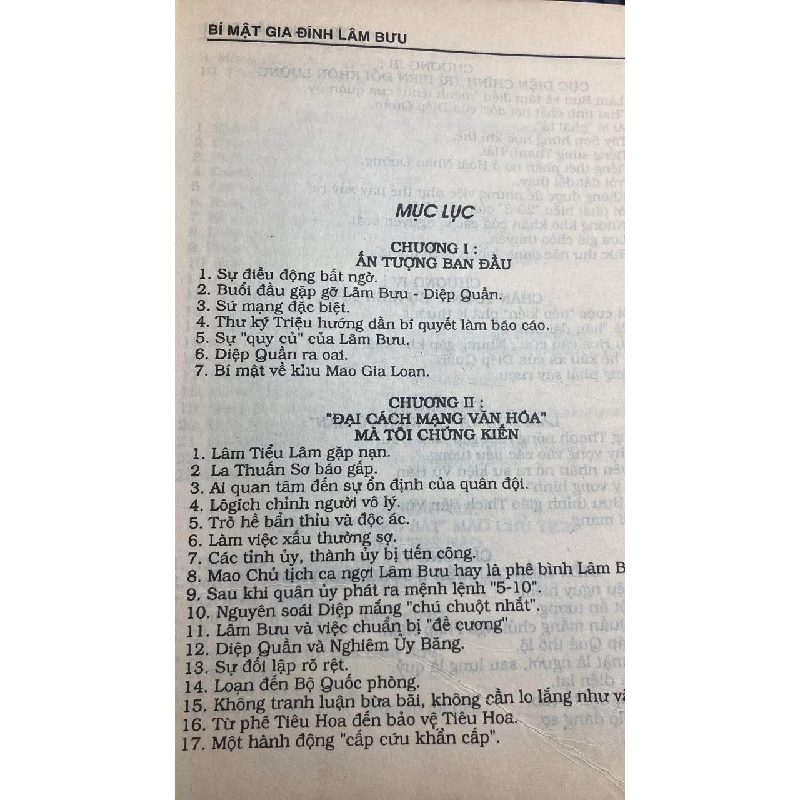 BÍ MẬT GIA ĐÌNH LÂM BƯU
MỤC LỤC
CHƯƠNG I :
ẤN TƯỢNG BAN ĐẦU
1. Sự điều động bất ngờ.
2. Buổi đầu gặp gỡ Lâm Bưu - Diệp Quần.
3. Sứ mạng đặc biệt.
4. Thư ký Triệu hướng dẫn bí quyết làm báo cáo.
5. Sự "quy củ" của Lâm Bưu.
6. Diệp Quần ra oai.
7. Bí mật về khu Mao Gia Loan.
CHƯƠNG II :
"ĐẠI CÁCH MẠNG VĂN HÓA"
MÀ TÔI CHỨNG KIẾN
1. Lâm Tiểu Lâm gặp nạn.
2 La Thuấn Sơ báo gấp.
3. Ai quan tâm đến sự ổn định của quân đội.
4. Lôgích chỉnh người vô lý.
5. Trò hề bẩn thỉu và độc ác.
6. Làm việc xấu thường sợ.
7. Các tỉnh ủy, thành ủy bị tiến công.
8. Mao Chủ tịch ca ngợi Lâm Bưu hay là phê bình Lâm B
9. Sau khi quân ủy phát ra mệnh lệnh "5-10".
10. Nguyên soái Diệp mắng "chú chuột nhắt".
11. Lâm Bưu và việc chuẩn bị "đề cương"
12. Diệp Quần và Nghiêm Ủy Băng.
13. Sự đối lập rõ rệt.
14. Loạn đến Bộ Quốc phòng.
15. Không tranh luận bừa bãi, không cần lo lắng như vậ
16. Từ phê Tiêu Hoa đến bảo vệ Tiêu Hoa.
17. Một hành động "cấp cứu khẩn cấp".